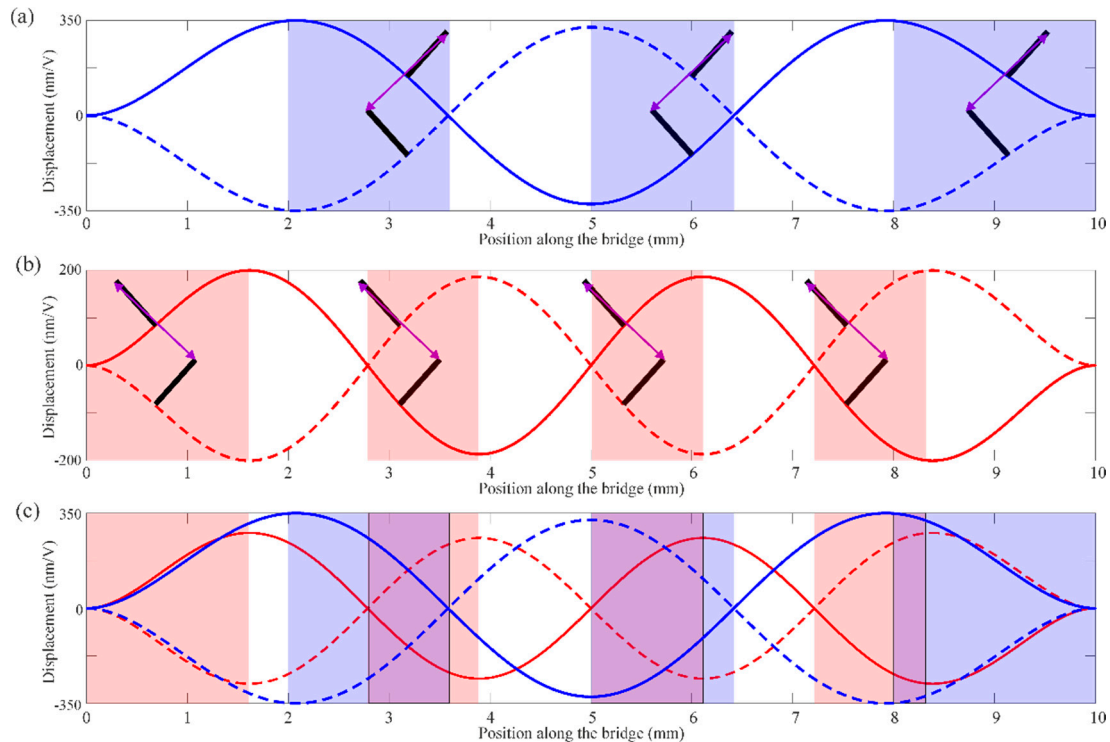 (a)
350
0
-350
Displacement (nm/V)
0 1 2 3 4 5 6 7 8 9 10
Position along the bridge (mm)
(b)
200
0
-200
Displacement (nm/V)
0 1 2 3 4 5 6 7 8 9 10
Position along the bridge (mm)
(c)
350
0
-350
Displacement (nm/V)
0 1 2 3 4 5 6 7 8 9 10
Position along the bridge (mm)